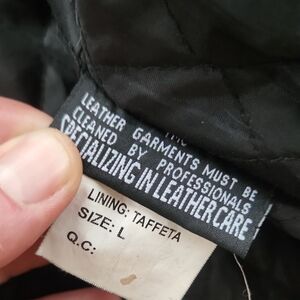 LEATHER GARMENTS MUST BE
CLEANED BY PROFESSIONALS
SPECIALIZING IN LEATHER CARE
LINING: TAFFETA
SIZE: L
Q.C: